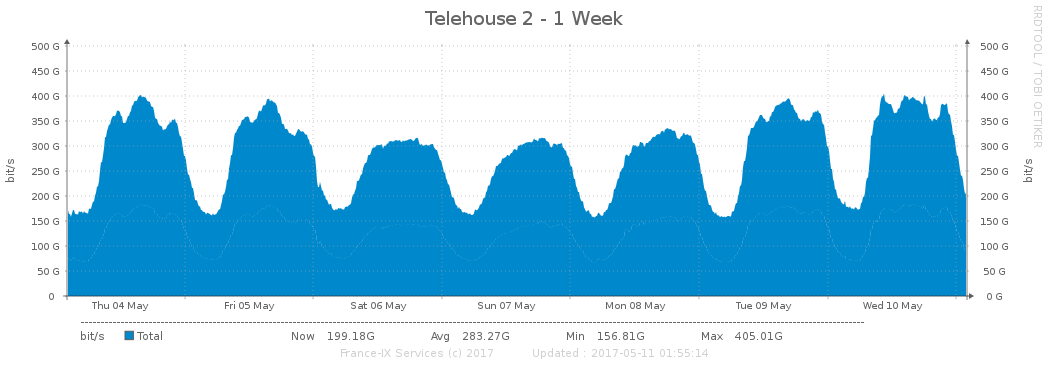 Telehouse 2 - 1 Week
RRDTOOL / TOBI OETIKER
500 G 500 G
450 G 450 G
400 G 400 G
350 G 350 G
300 G 300 G
250 G 250 G
200 G 200 G
150 G 150 G
100 G 100 G
50 G 50 G
0 0 G
bit/s
bit/s
Thu 04 May Fri 05 May Sat 06 May Sun 07 May Mon 08 May Tue 09 May Wed 10 May
bit/s Total Now 199.18G Avg 283.27G Min 156.81G Max 405.01G
France-IX Services (c) 2017 Updated : 2017-05-11 01:55:14